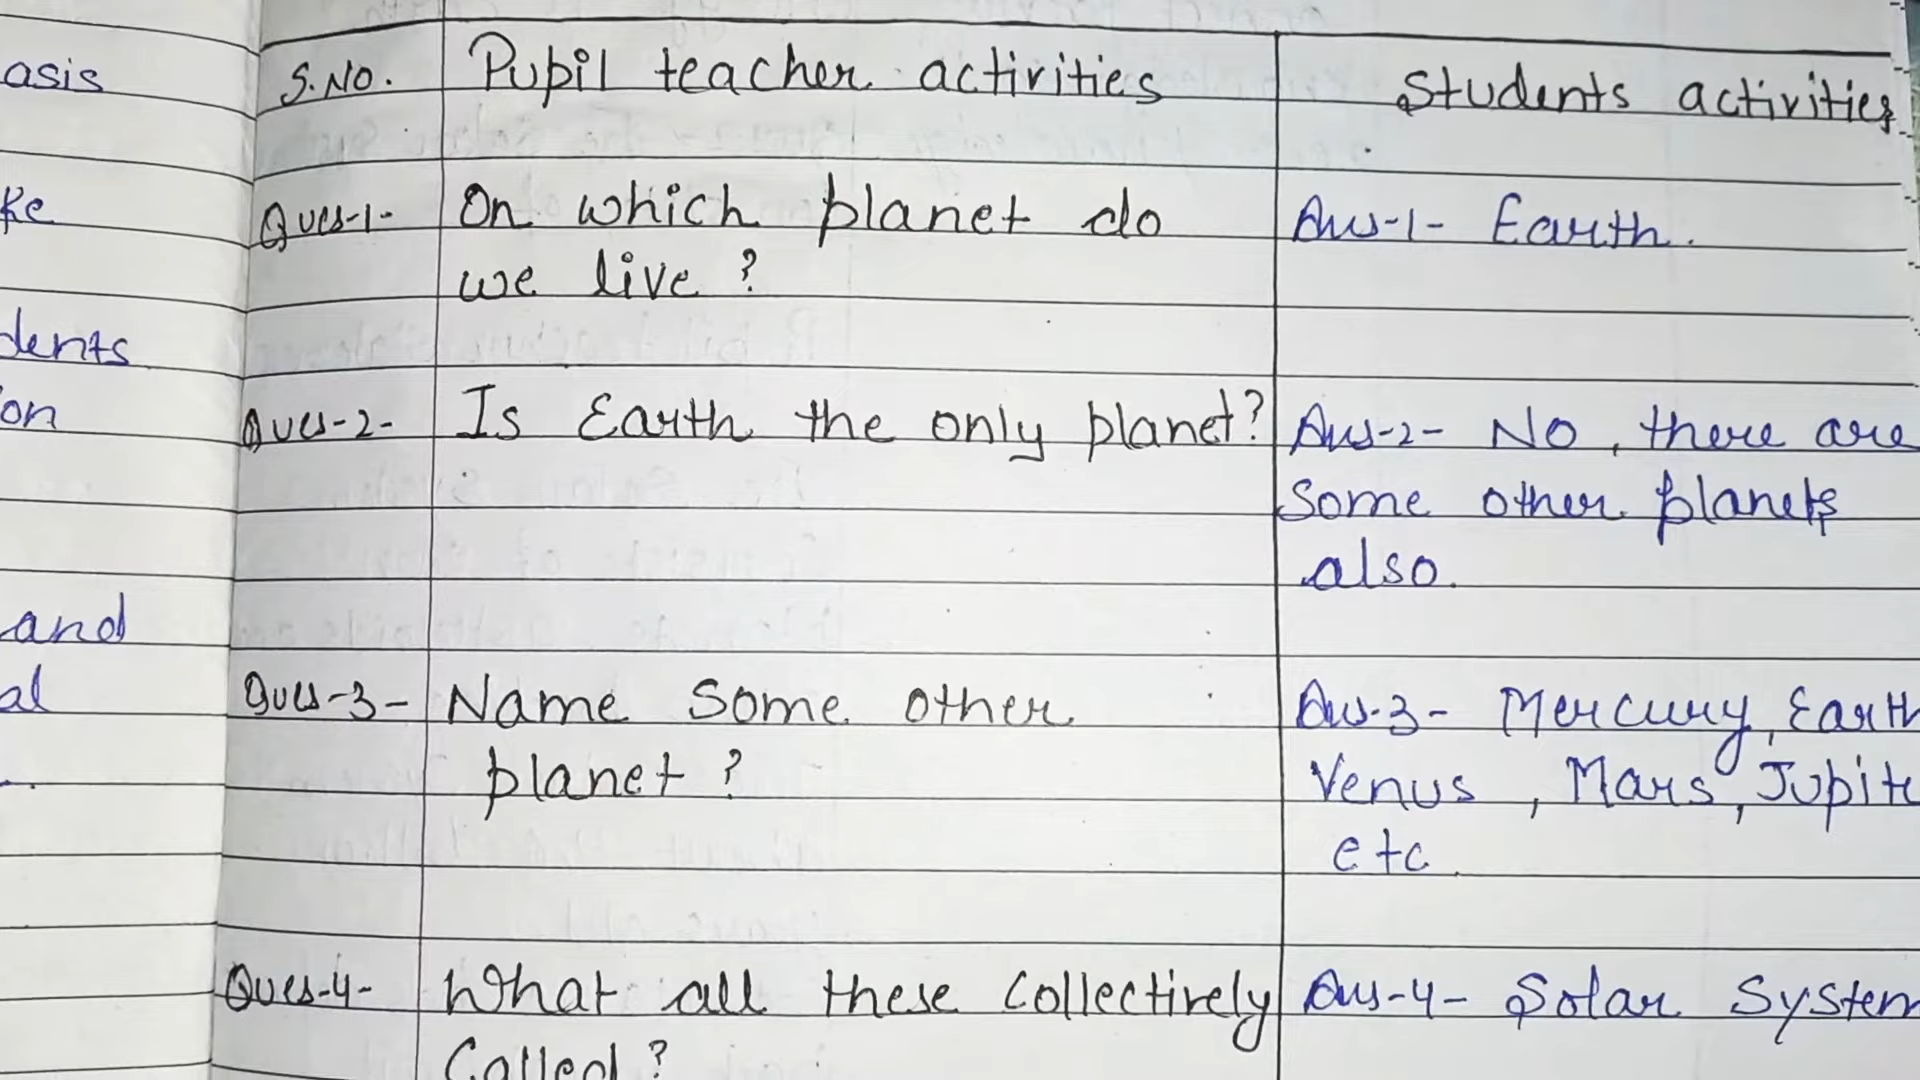 asis
ke
dents
on
and
al
S.No. Pupil teacher activities Students activities
Ques-1- On which planet do Ans-1- Earth.
we live ?
Ques-2- Is Earth the only planet? Ans-2- No, there are
some other planets
also.
Ques-3- Name some other Ans-3- Mercury, Earth
planet ? Venus, Mars, Jupite
etc.
Ques-4- What all these collectively Ans-4- Solar System
Called ?